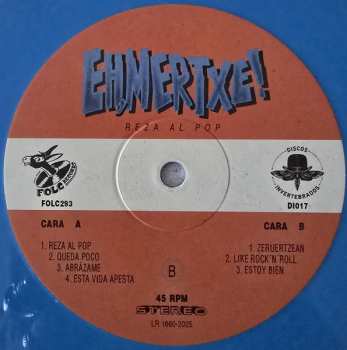 EH, MERTXE!
REZA AL POP
FOLC
RECORDS
FOLC293
DISCOS
INVERTEBRADOS
DI017
CARA A
1. REZA AL POP
2. QUEDA POCO
3. ABRÁZAME
4. ESTA VIDA APESTA
CARA B
1. ZERUERTZEAN
2. LIKE ROCK'N ROLL
3. ESTOY BIEN
B
45 RPM
STEREO
LR 1660-2025